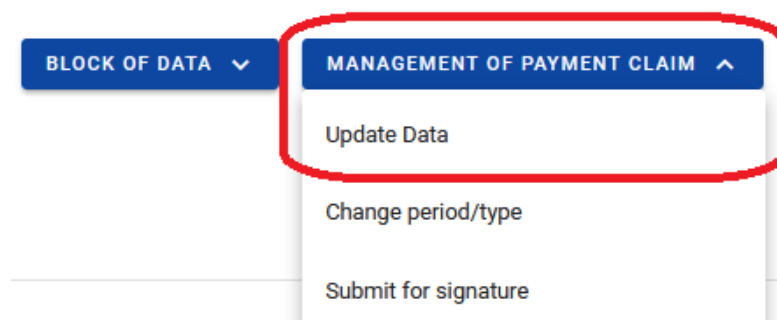 BLOCK OF DATA
MANAGEMENT OF PAYMENT CLAIM
Update Data
Change period/type
Submit for signature